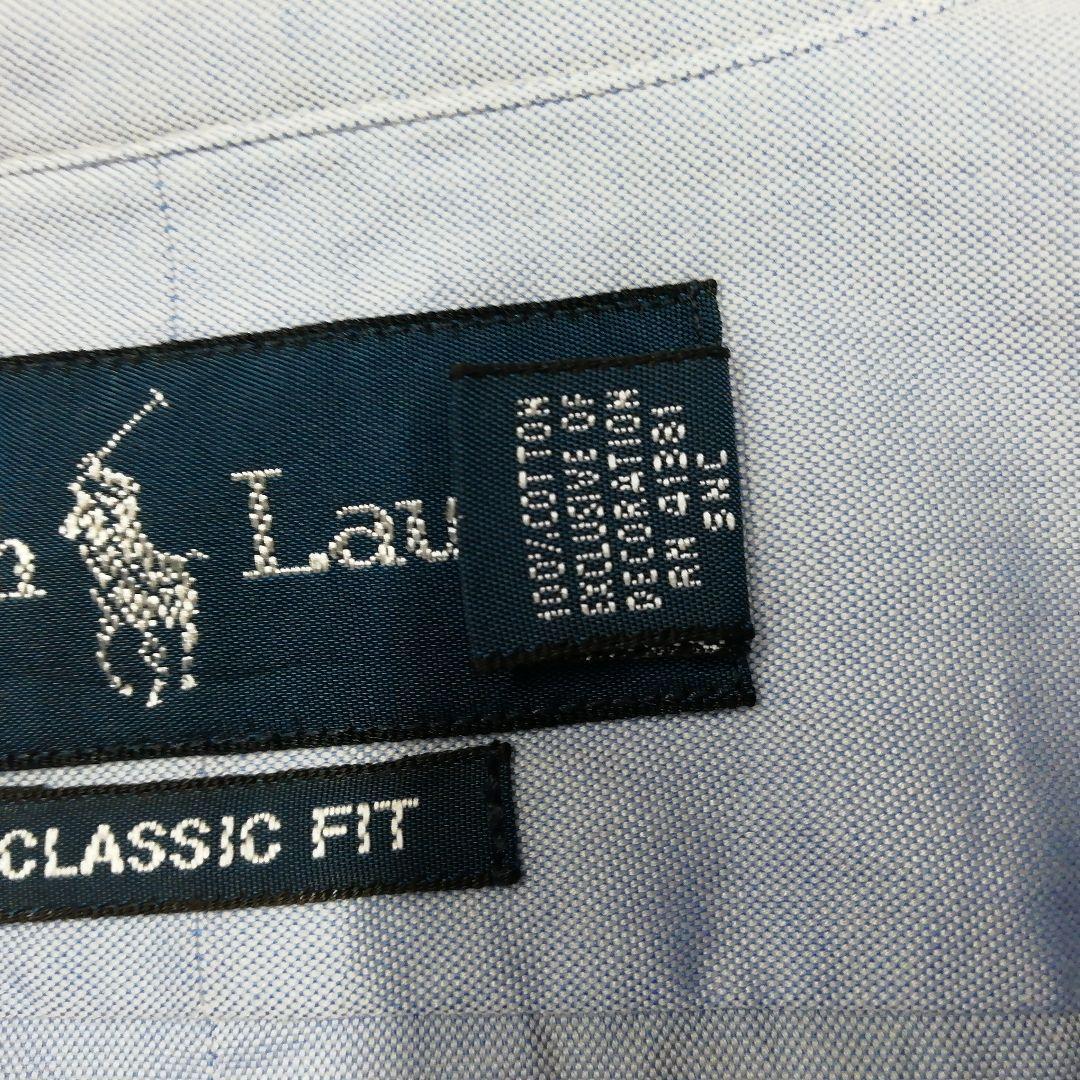 Lau
100%COTTON
EXCLUSIVE OF
DECORATION
RN 41381
CLASSIC FIT